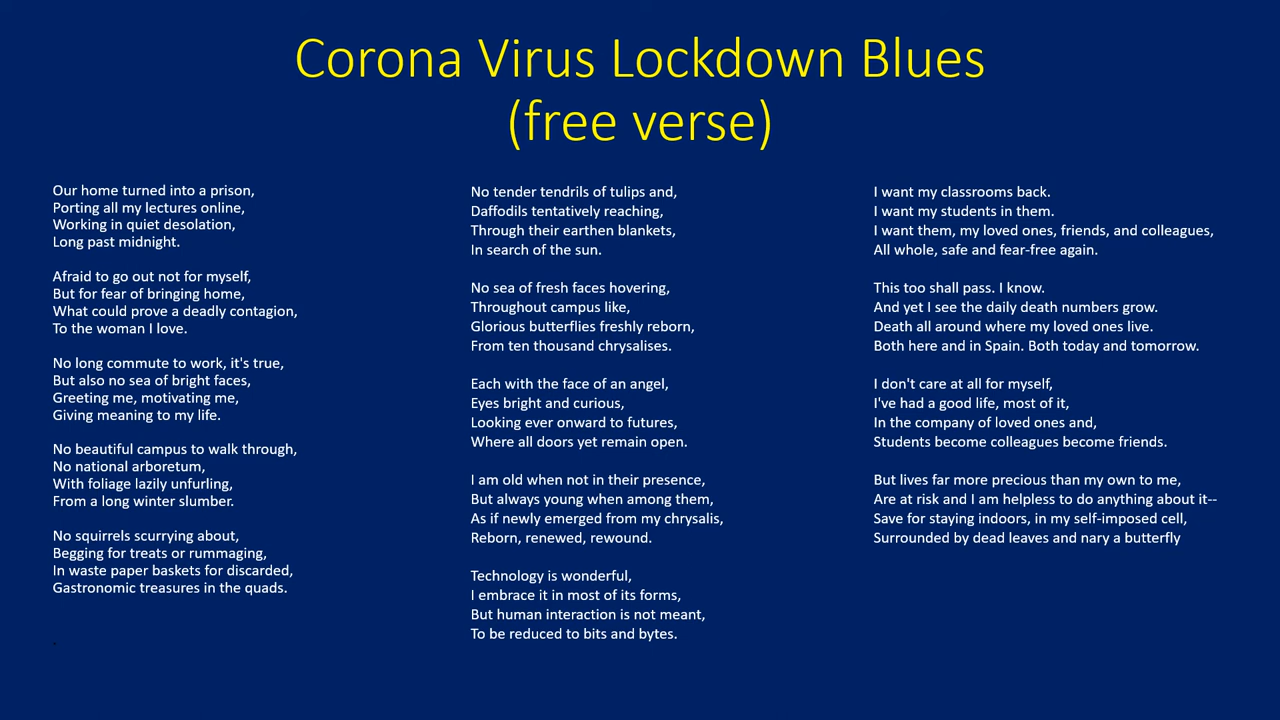 Corona Virus Lockdown Blues
(free verse)
Our home turned into a prison,
Porting all my lectures online,
Working in quiet desolation,
Long past midnight.
Afraid to go out not for myself,
But for fear of bringing home,
What could prove a deadly contagion,
To the woman I love.
No long commute to work, it's true,
But also no sea of bright faces,
Greeting me, motivating me,
Giving meaning to my life.
No beautiful campus to walk through,
No national arboretum,
With foliage lazily unfurling,
From a long winter slumber.
No squirrels scurrying about,
Begging for treats or rummaging,
In waste paper baskets for discarded,
Gastronomic treasures in the quads.
No tender tendrils of tulips and,
Daffodils tentatively reaching,
Through their earthen blankets,
In search of the sun.
No sea of fresh faces hovering,
Throughout campus like,
Glorious butterflies freshly reborn,
From ten thousand chrysalises.
Each with the face of an angel,
Eyes bright and curious,
Looking ever onward to futures,
Where all doors yet remain open.
I am old when not in their presence,
But always young when among them,
As if newly emerged from my chrysalis,
Reborn, renewed, rewound.
Technology is wonderful,
I embrace it in most of its forms,
But human interaction is not meant,
To be reduced to bits and bytes.
I want my classrooms back.
I want my students in them.
I want them, my loved ones, friends, and colleagues,
All whole, safe and fear-free again.
This too shall pass. I know.
And yet I see the daily death numbers grow.
Death all around where my loved ones live.
Both here and in Spain. Both today and tomorrow.
I don't care at all for myself,
I've had a good life, most of it,
In the company of loved ones and,
Students become colleagues become friends.
But lives far more precious than my own to me,
Are at risk and I am helpless to do anything about it--
Save for staying indoors, in my self-imposed cell,
Surrounded by dead leaves and nary a butterfly